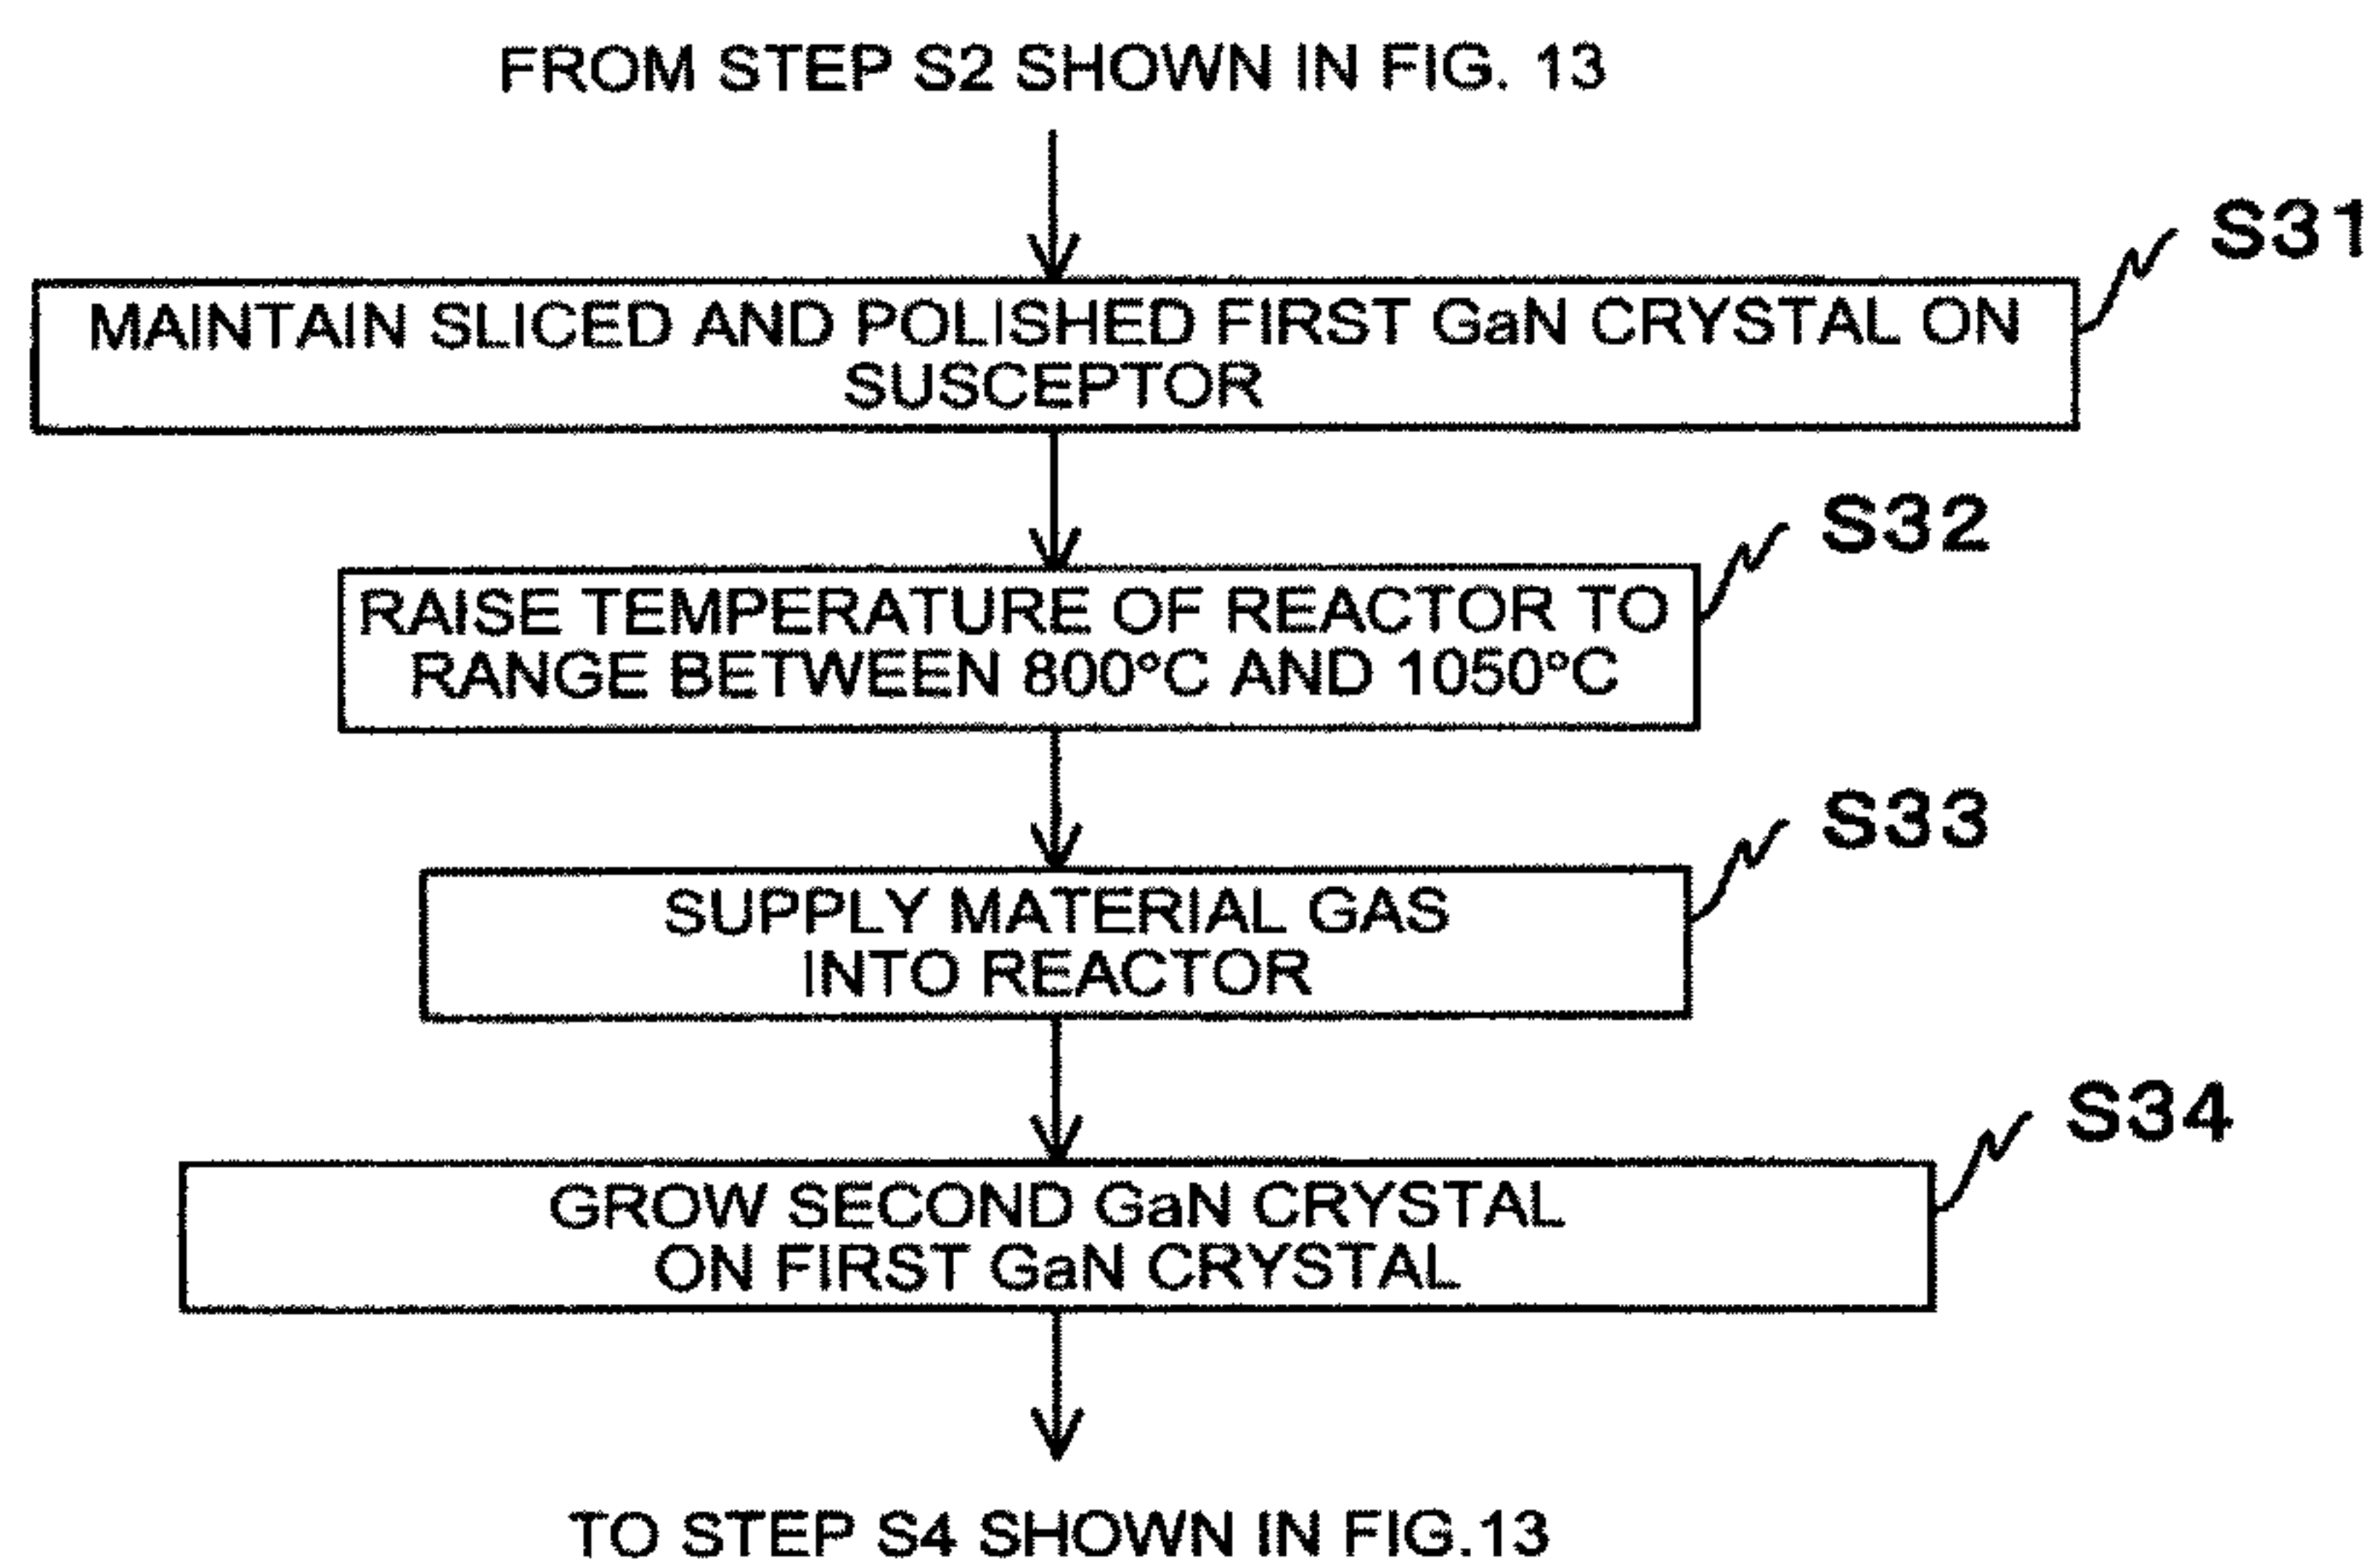 FROM STEP S2 SHOWN IN FIG. 13
S31
MAINTAIN SLICED AND POLISHED FIRST GaN CRYSTAL ON
SUSCEPTOR
S32
RAISE TEMPERATURE OF REACTOR TO
RANGE BETWEEN 800°C AND 1050°C
S33
SUPPLY MATERIAL GAS
INTO REACTOR
S34
GROW SECOND GaN CRYSTAL
ON FIRST GaN CRYSTAL
TO STEP S4 SHOWN IN FIG.13